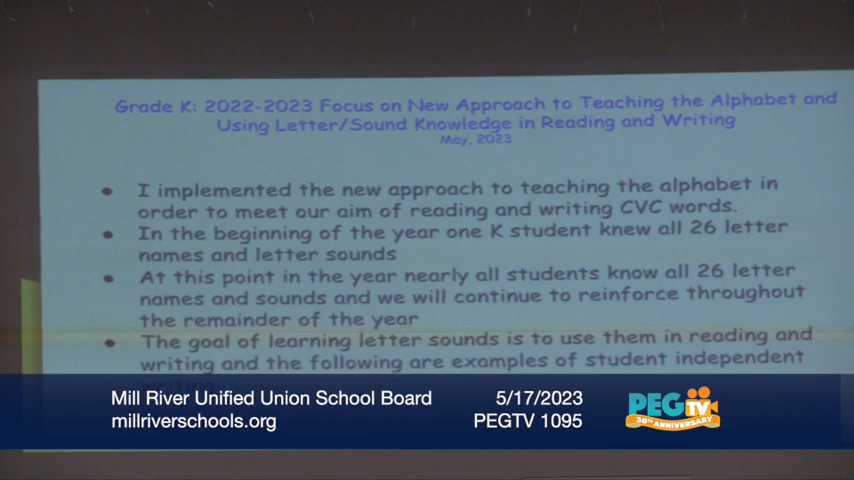 Grade K: 2022-2023 Focus on New Approach to Teaching the Alphabet and
Using Letter/Sound Knowledge in Reading and Writing
May, 2023
• I implemented the new approach to teaching the alphabet in
order to meet our aim of reading and writing CVC words.
• In the beginning of the year one K student knew all 26 letter
names and letter sounds
• At this point in the year nearly all students know all 26 letter
names and sounds and we will continue to reinforce throughout
the remainder of the year
• The goal of learning letter sounds is to use them in reading and
writing and the following are examples of student independent
Mill River Unified Union School Board
millriverschools.org
5/17/2023
PEGTV 1095
PEGTV
30TH ANNIVERSARY